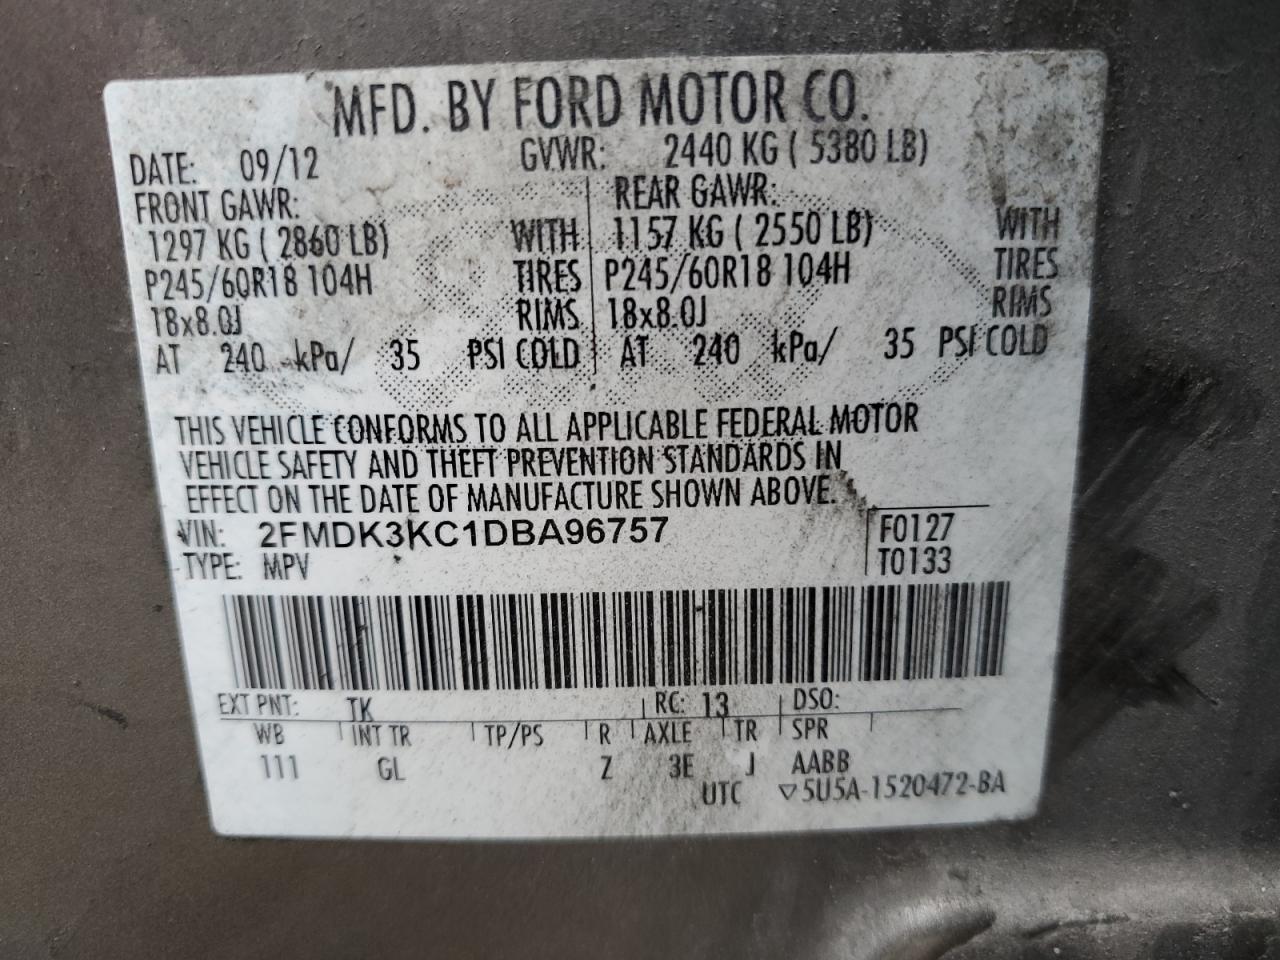 MFD. BY FORD MOTOR CO.
DATE: 09/12 GVWR: 2440 KG ( 5380 LB)
FRONT GAWR: REAR GAWR:
1297 KG ( 2860 LB) WITH 1157 KG ( 2550 LB) WITH
P245/60R18 104H TIRES P245/60R18 104H TIRES
18x8.0J RIMS 18x8.0J RIMS
AT 240 kPa/ 35 PSI COLD AT 240 kPa/ 35 PSI COLD
THIS VEHICLE CONFORMS TO ALL APPLICABLE FEDERAL MOTOR
VEHICLE SAFETY AND THEFT PREVENTION STANDARDS IN
EFFECT ON THE DATE OF MANUFACTURE SHOWN ABOVE.
VIN: 2FMDK3KC1DBA96757 F0127
TYPE: MPV T0133
EXT PNT: TK RC: 13 DSO:
WB INT TR TP/PS R AXLE TR SPR
111 GL Z 3E J AABB
UTC ▽5U5A-1520472-BA